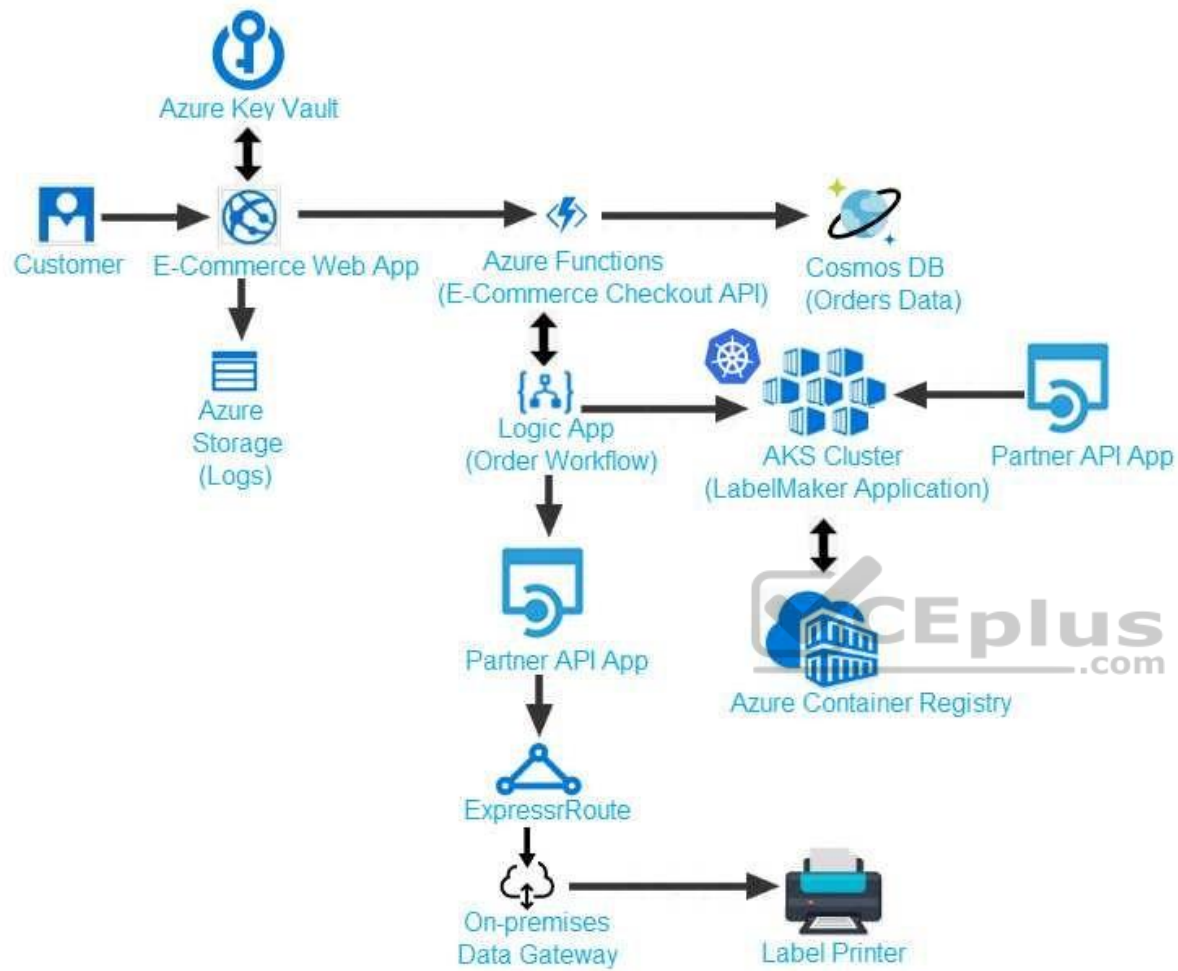 Azure Key Vault
Customer
E-Commerce Web App
Azure Functions
(E-Commerce Checkout API)
Cosmos DB
(Orders Data)
Azure
Storage
(Logs)
Logic App
(Order Workflow)
AKS Cluster
(LabelMaker Application)
Partner API App
Partner API App
CEplus
.com
Azure Container Registry
ExpressrRoute
On-premises
Data Gateway
Label Printer